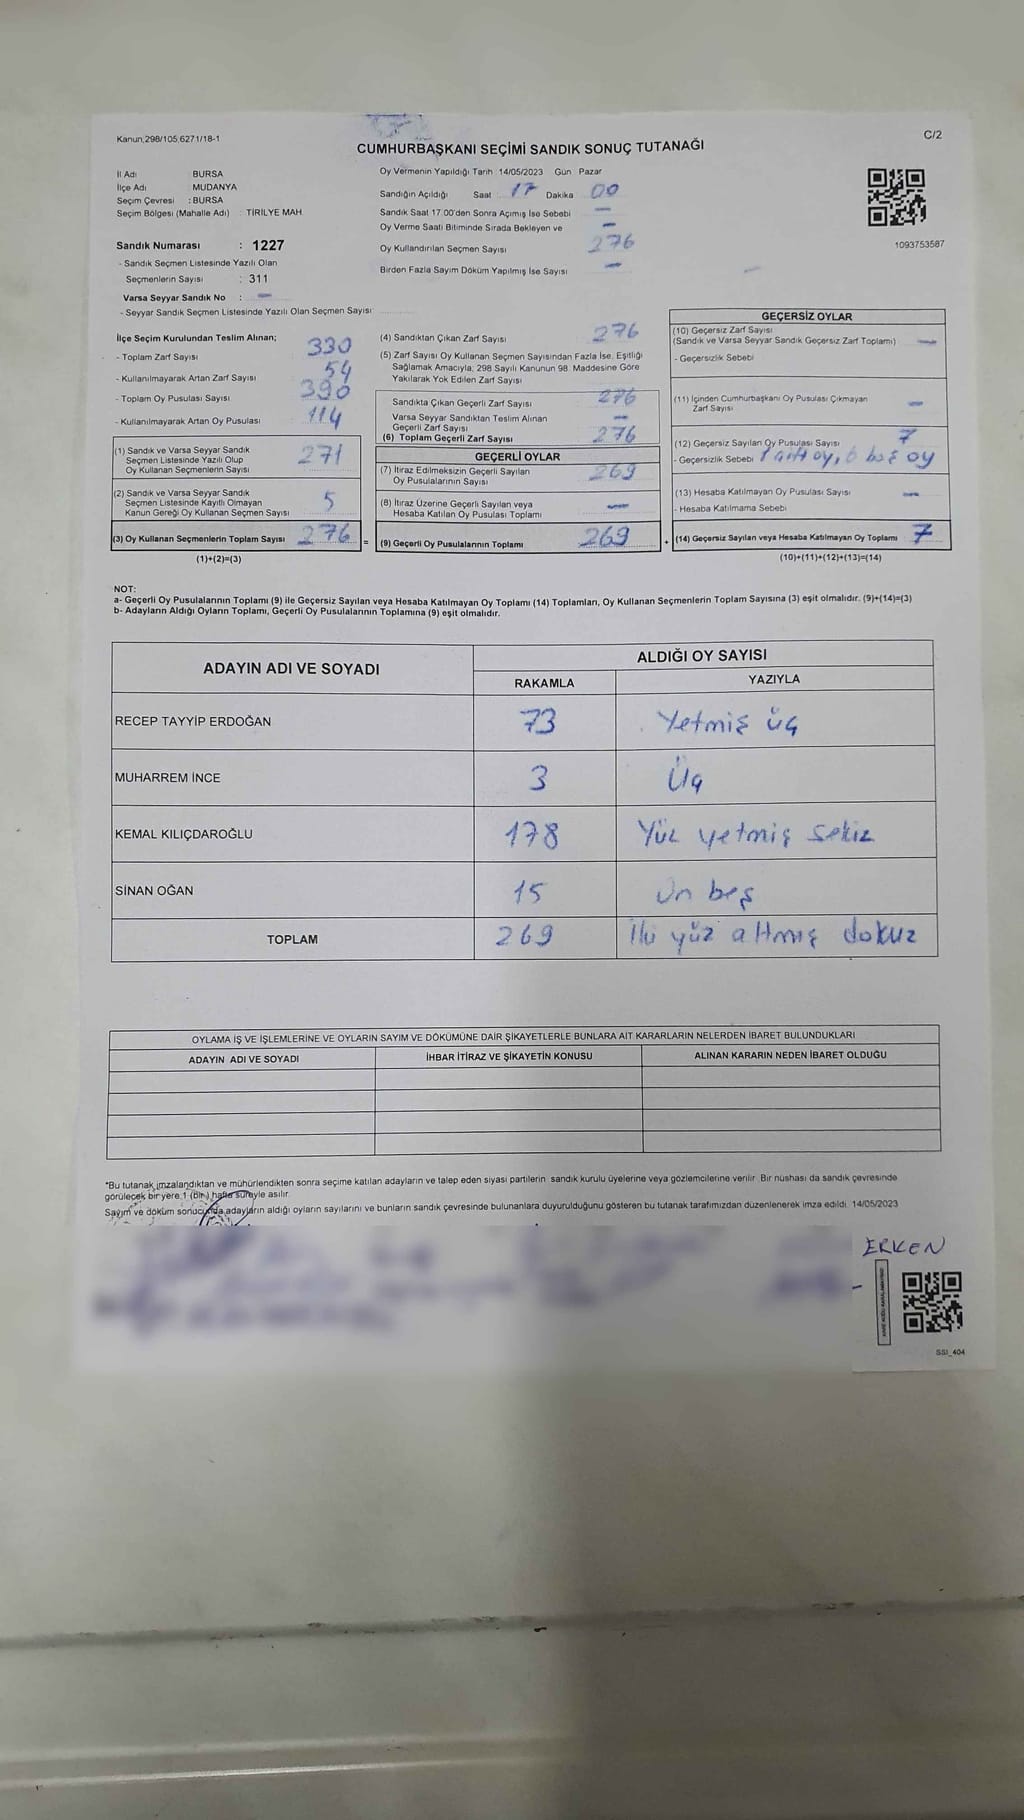 Kanun;298/105;6271/18-1
C/2
CUMHURBAŞKANI SEÇİMİ SANDIK SONUÇ TUTANAĞI
İl Adı BURSA
İlçe Adı MUDANYA
Seçim Çevresi : BURSA
Seçim Bölgesi (Mahalle Adı) : TİRİLYE MAH.
Sandık Numarası : 1227
- Sandık Seçmen Listesinde Yazılı Olan
Seçmenlerin Sayısı : 311
Varsa Seyyar Sandık No : –
- Seyyar Sandık Seçmen Listesinde Yazılı Olan Seçmen Sayısı
Oy Vermenin Yapıldığı Tarih 14/05/2023 Gün Pazar
Sandığın Açıldığı Saat 17 Dakika 00
Sandık Saat 17.00'den Sonra Açımış İse Sebebi –
Oy Verme Saati Bitiminde Sırada Bekleyen ve –
Oy Kullandırılan Seçmen Sayısı 276
Birden Fazla Sayım Döküm Yapılmış İse Sayısı –
1093753587
İlçe Seçim Kurulundan Teslim Alınan;
- Toplam Zarf Sayısı 330
- Kullanılmayarak Artan Zarf Sayısı 54
- Toplam Oy Pusulası Sayısı 390
- Kullanılmayarak Artan Oy Pusulası 114
(1) Sandık ve Varsa Seyyar Sandık
Seçmen Listesinde Yazılı Olup
Oy Kullanan Seçmenlerin Sayısı 271
(2) Sandık ve Varsa Seyyar Sandık
Seçmen Listesinde Kayıtlı Olmayan
Kanun Gereği Oy Kullanan Seçmen Sayısı 5
(3) Oy Kullanan Seçmenlerin Toplam Sayısı 276
(1)+(2)=(3)
(4) Sandıktan Çıkan Zarf Sayısı 276
(5) Zarf Sayısı Oy Kullanan Seçmen Sayısından Fazla İse, Eşitliği
Sağlamak Amacıyla; 298 Sayılı Kanunun 98. Maddesine Göre
Yakılarak Yok Edilen Zarf Sayısı
Sandıkta Çıkan Geçerli Zarf Sayısı 276
Varsa Seyyar Sandıktan Teslim Alınan
Geçerli Zarf Sayısı –
(6) Toplam Geçerli Zarf Sayısı 276
GEÇERLİ OYLAR
(7) İtiraz Edilmeksizin Geçerli Sayılan
Oy Pusulalarının Sayısı 269
(8) İtiraz Üzerine Geçerli Sayılan veya
Hesaba Katılan Oy Pusulası Toplamı –
= (9) Geçerli Oy Pusulalarının Toplamı 269
GEÇERSİZ OYLAR
(10) Geçersiz Zarf Sayısı
(Sandık ve Varsa Seyyar Sandık Geçersiz Zarf Toplamı) –
- Geçersizlik Sebebi
(11) İçinden Cumhurbaşkanı Oy Pusulası Çıkmayan
Zarf Sayısı –
(12) Geçersiz Sayılan Oy Pusulası Sayısı 7
- Geçersizlik Sebebi oy, 6 boş oy
(13) Hesaba Katılmayan Oy Pusulası Sayısı –
- Hesaba Katılmama Sebebi
+ (14) Geçersiz Sayılan veya Hesaba Katılmayan Oy Toplamı 7
(10)+(11)+(12)+(13)=(14)
NOT:
a- Geçerli Oy Pusulalarının Toplamı (9) ile Geçersiz Sayılan veya Hesaba Katılmayan Oy Toplamı (14) Toplamları, Oy Kullanan Seçmenlerin Toplam Sayısına (3) eşit olmalıdır. (9)+(14)=(3)
b- Adayların Aldığı Oyların Toplamı, Geçerli Oy Pusulalarının Toplamına (9) eşit olmalıdır.
ADAYIN ADI VE SOYADI ALDIĞI OY SAYISI
RAKAMLA YAZIYLA
RECEP TAYYİP ERDOĞAN 73 Yetmiş üç
MUHARREM İNCE 3 Üç
KEMAL KILIÇDAROĞLU 178 Yüz yetmiş sekiz
SİNAN OĞAN 15 On beş
TOPLAM 269 İki yüz altmış dokuz
OYLAMA İŞ VE İŞLEMLERİNE VE OYLARIN SAYIM VE DÖKÜMÜNE DAİR ŞİKAYETLERLE BUNLARA AİT KARARLARIN NELERDEN İBARET BULUNDUKLARI
ADAYIN ADI VE SOYADI İHBAR İTİRAZ VE ŞİKAYETİN KONUSU ALINAN KARARIN NEDEN İBARET OLDUĞU
*Bu tutanak imzalandıktan ve mühürlendikten sonra seçime katılan adayların ve talep eden siyasi partilerin sandık kurulu üyelerine veya gözlemcilerine verilir. Bir nüshası da sandık çevresinde
görülecek bir yere 1 (bir) hafta süreyle asılır.
Sayım ve döküm sonucunda adayların aldığı oyların sayılarını ve bunların sandık çevresinde bulunanlara duyurulduğunu gösteren bu tutanak tarafımızdan düzenlenerek imza edildi. 14/05/2023
ERKEN
SSI_404